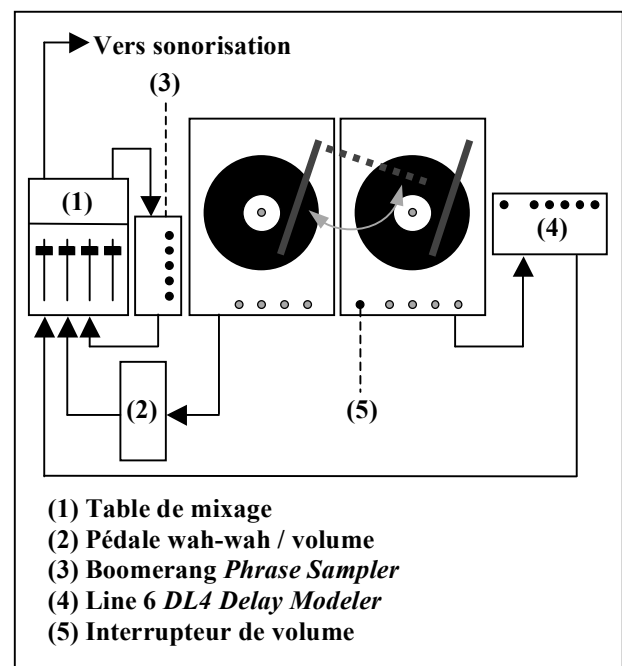 Vers sonorisation
(3)
(1)
(4)
(2)
(5)
(1) Table de mixage
(2) Pédale wah-wah / volume
(3) Boomerang Phrase Sampler
(4) Line 6 DL4 Delay Modeler
(5) Interrupteur de volume